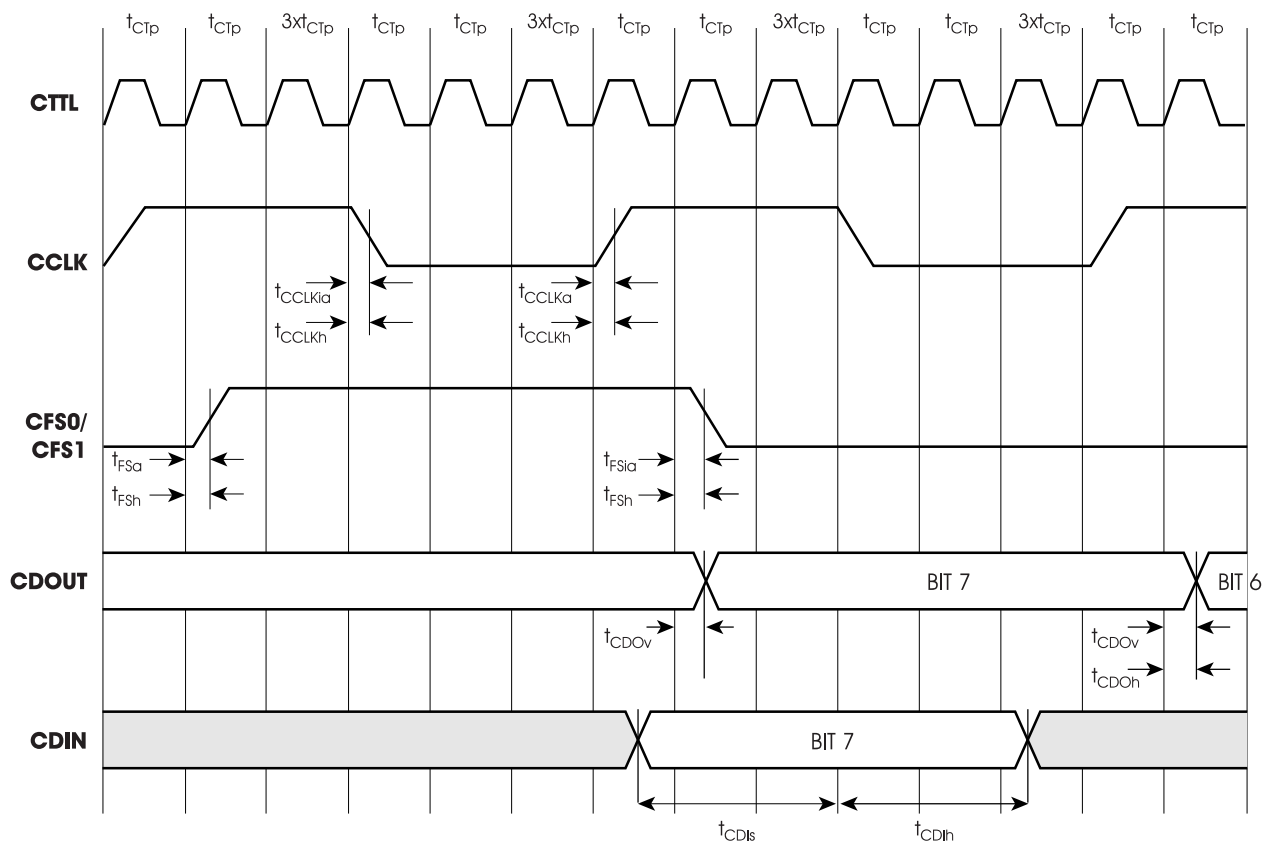 tCTp tCTp 3xtCTp tCTp tCTp 3xtCTp tCTp tCTp 3xtCTp tCTp tCTp 3xtCTp tCTp tCTp
CTTL
CCLK
tCCLKia tCCLKa
tCCLKh tCCLKh
CFS0/
CFS1
tFSa tFSia
tFSh tFSh
CDOUT BIT 7 BIT 6
tCDOv tCDOv
tCDOh
CDIN BIT 7
tCDIs tCDIh